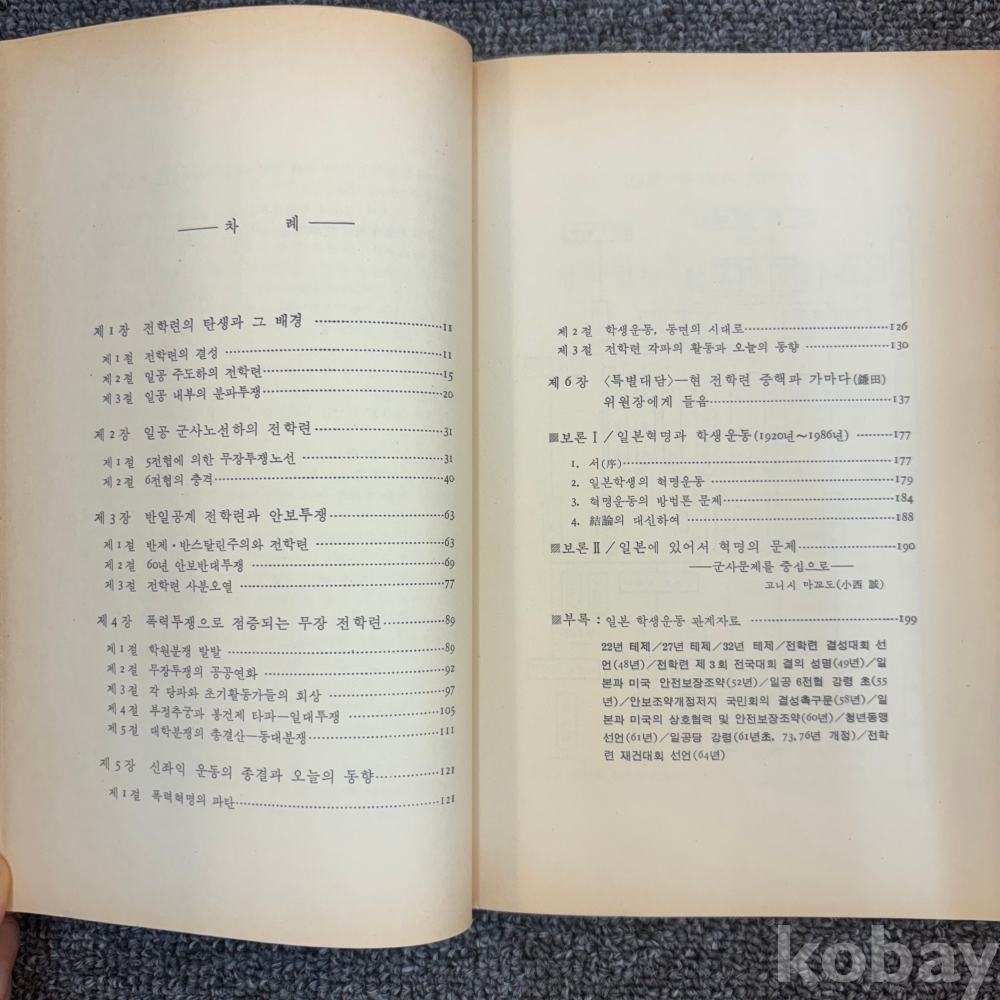 ── 차 례 ──
제1장 전학련의 탄생과 그 배경 ················11
제1절 전학련의 결성 ································11
제2절 일공 주도하의 전학련························15
제3절 일공 내부의 분파투쟁························20
제2장 일공 군사노선하의 전학련················31
제1절 5전협에 의한 무장투쟁노선················31
제2절 6전협의 충격································40
제3장 반일공계 전학련과 안보투쟁················63
제1절 반제·반스탈린주의와 전학련················63
제2절 60년 안보반대투쟁························69
제3절 전학련 사분오열························77
제4장 폭력투쟁으로 점증되는 무장 전학련········89
제1절 학원분쟁 발발························89
제2절 무장투쟁의 공공연화················92
제3절 각 당파와 초기활동가들의 회상········97
제4절 부정추궁과 봉건제 타파─일대투쟁········105
제5절 대학분쟁의 총결산─동대분쟁········111
제5장 신좌익 운동의 종결과 오늘의 동향········121
제1절 폭력혁명의 파탄························121
제2절 학생운동, 동면의 시대로················126
제3절 전학련 각파의 활동과 오늘의 동향········130
제6장 〈특별대담〉─현 전학련 중핵파 가마다(鎌田)
위원장에게 들음························137
▩보론Ⅰ/일본혁명과 학생운동(1920년~1986년) ········177
1. 서(序)································177
2. 일본학생의 혁명운동················179
3. 혁명운동의 방법론 문제················184
4. 結論의 대신하여 ················188
▩보론Ⅱ/일본에 있어서 혁명의 문제················190
──군사문제를 중심으로──
고니시 마꼬도(小西 誠)
▩부록 : 일본 학생운동 관계자료 ················199
22년 테제/27년 테제/32년 테제/전학련 결성대회 선
언(48년)/전학련 제3회 전국대회 결의 성명(49년)/일
본과 미국 안전보장조약(52년)/일공 6전협 강령 초(55
년)/안보조약개정저지 국민회의 결성촉구문(58년)/일
본과 미국의 상호협력 및 안전보장조약(60년)/청년동맹
선언(61년)/일공당 강령(61년초, 73, 76년 개정)/전학
련 재건대회 선언(64년)
kobay